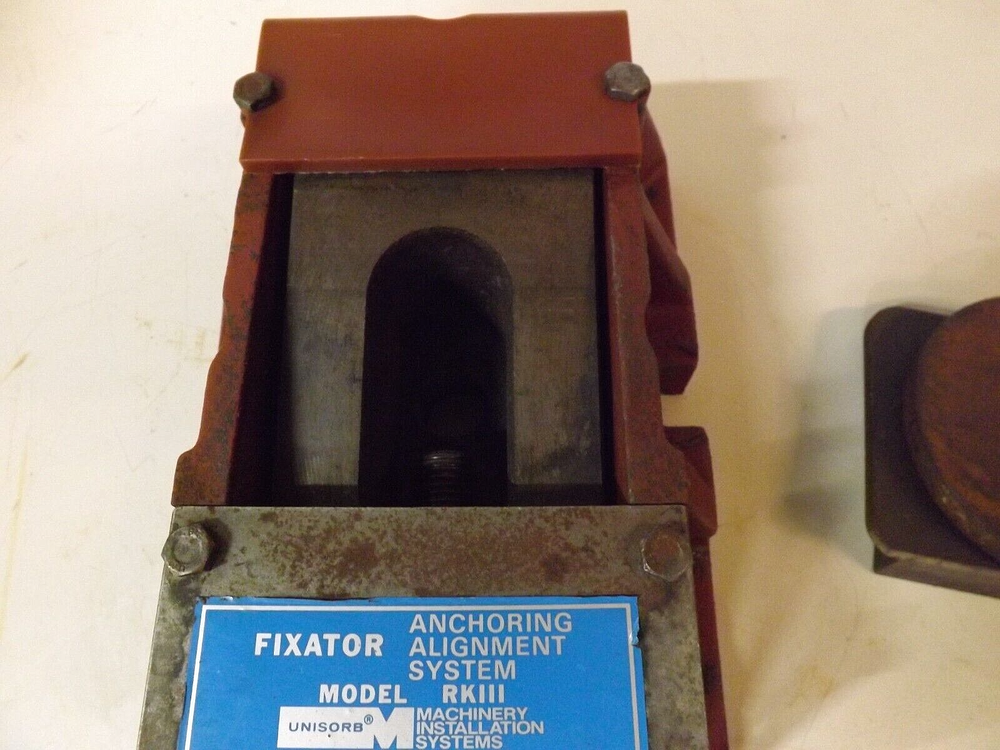 FIXATOR ANCHORING
ALIGNMENT
SYSTEM
MODEL RKIII
UNISORB® M MACHINERY
INSTALLATION
SYSTEMS